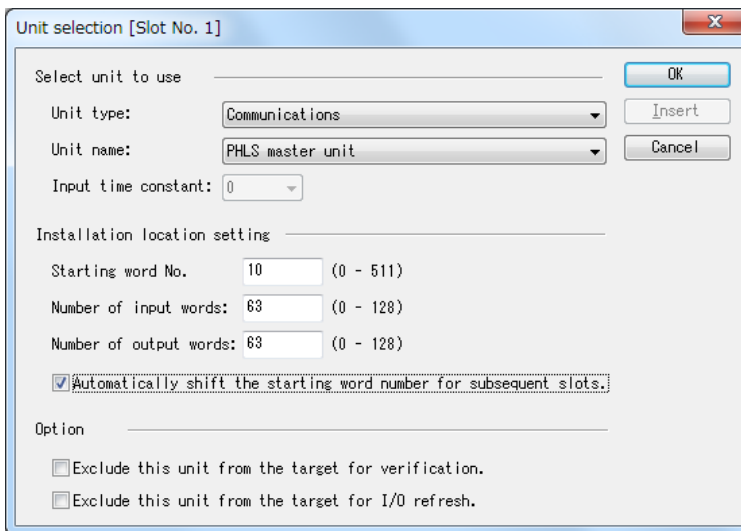 Unit selection [Slot No. 1]
Select unit to use
OK
Unit type: Communications
Insert
Unit name: PHLS master unit
Cancel
Input time constant: 0
Installation location setting
Starting word No. 10 (0 - 511)
Number of input words: 63 (0 - 128)
Number of output words: 63 (0 - 128)
Automatically shift the starting word number for subsequent slots.
Option
Exclude this unit from the target for verification.
Exclude this unit from the target for I/O refresh.